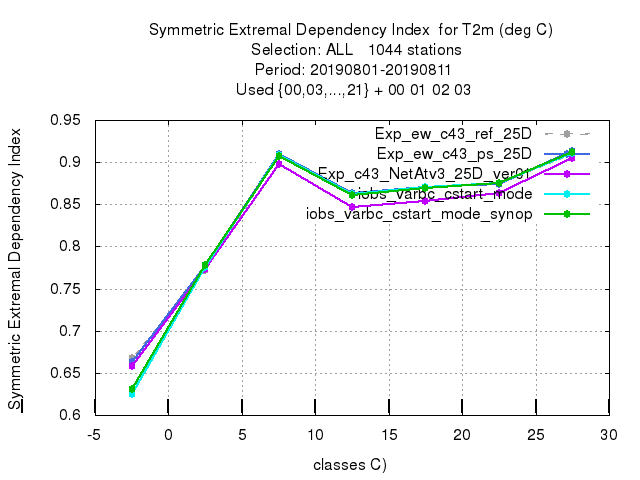 Symmetric Extremal Dependency Index  for T2m (deg C)
Selection: ALL   1044 stations
Period: 20190801-20190811
Used {00,03,...,21} + 00 01 02 03
Symmetric Extremal Dependency Index
0.95
0.9
0.85
0.8
0.75
0.7
0.65
0.6
Exp_ew_c43_ref_25D
Exp_ew_c43_ps_25D
Exp_c43_NetAtv3_25D_ver01
iobs_varbc_cstart_mode
iobs_varbc_cstart_mode_synop
-5 0 5 10 15 20 25 30
classes C)